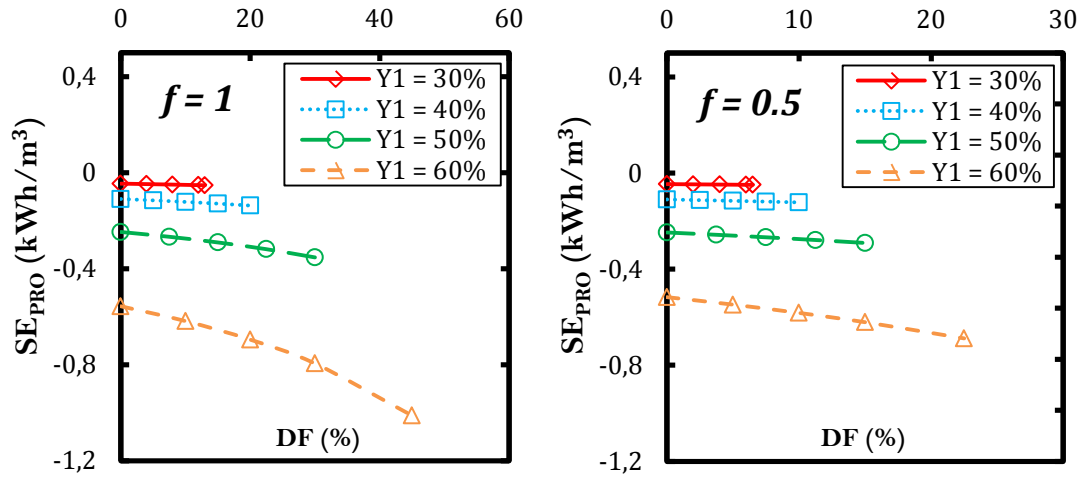 0 20 40 60
0,4
0
-0,4
-0,8
-1,2
SE_PRO (kWh/m³)
f = 1
Y1 = 30%
Y1 = 40%
Y1 = 50%
Y1 = 60%
DF (%)
0 10 20 30
0,4
0
-0,4
-0,8
-1,2
SE_PRO (kWh/m³)
f = 0.5
Y1 = 30%
Y1 = 40%
Y1 = 50%
Y1 = 60%
DF (%)